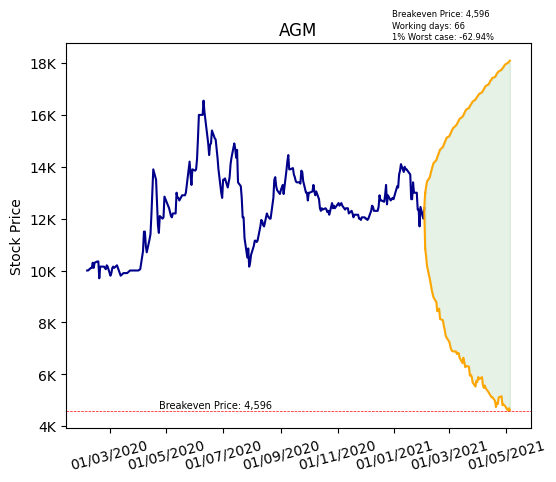 Breakeven Price: 4,596
Working days: 66
1% Worst case: -62.94%
AGM
Stock Price
18K
16K
14K
12K
10K
8K
6K
4K
Breakeven Price: 4,596
01/03/2020
01/05/2020
01/07/2020
01/09/2020
01/11/2020
01/01/2021
01/03/2021
01/05/2021